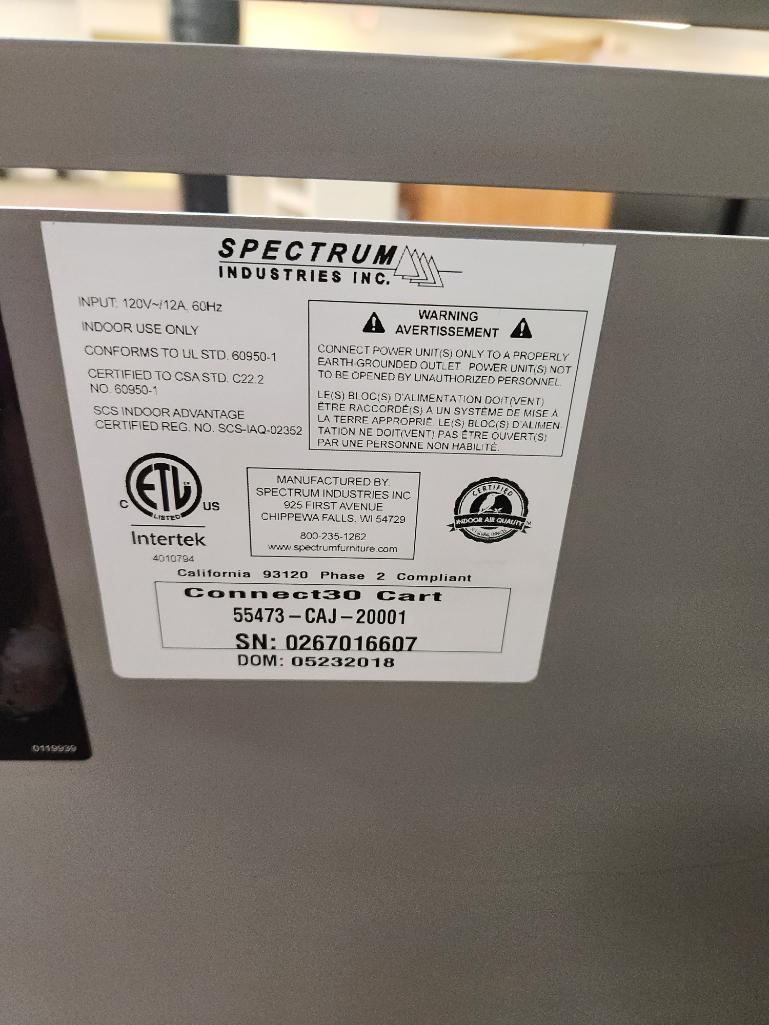 SPECTRUM
INDUSTRIES INC.
INPUT: 120V~/12A, 60Hz
INDOOR USE ONLY
CONFORMS TO UL STD. 60950-1
CERTIFIED TO CSA STD. C22.2
NO. 60950-1
SCS INDOOR ADVANTAGE
CERTIFIED REG. NO. SCS-IAQ-02352
WARNING
AVERTISSEMENT
CONNECT POWER UNIT(S) ONLY TO A PROPERLY
EARTH-GROUNDED OUTLET. POWER UNIT(S) NOT
TO BE OPENED BY UNAUTHORIZED PERSONNEL.
LE(S) BLOC(S) D'ALIMENTATION DOIT(VENT)
ÊTRE RACCORDÉ(S) À UN SYSTÈME DE MISE À
LA TERRE APPROPRIÉ. LE(S) BLOC(S) D'ALIMEN-
TATION NE DOIT(VENT) PAS ÊTRE OUVERT(S)
PAR UNE PERSONNE NON HABILITÉ.
C ETL US
LISTED
Intertek
4010794
MANUFACTURED BY:
SPECTRUM INDUSTRIES INC
925 FIRST AVENUE
CHIPPEWA FALLS, WI 54729
800-235-1262
www.spectrumfurniture.com
CERTIFIED
INDOOR AIR QUALITY
California 93120 Phase 2 Compliant
Connect30 Cart
55473-CAJ-20001
SN: 0267016607
DOM: 05232018
0119939